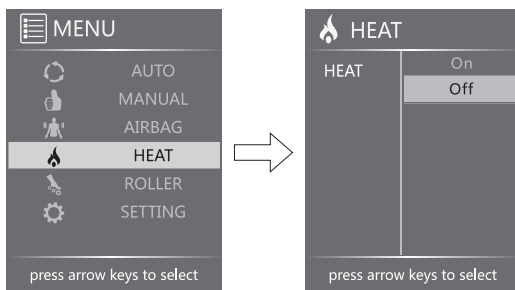 MENU
AUTO
MANUAL
AIRBAG
HEAT
ROLLER
SETTING
press arrow keys to select
HEAT
HEAT
On
Off
press arrow keys to select